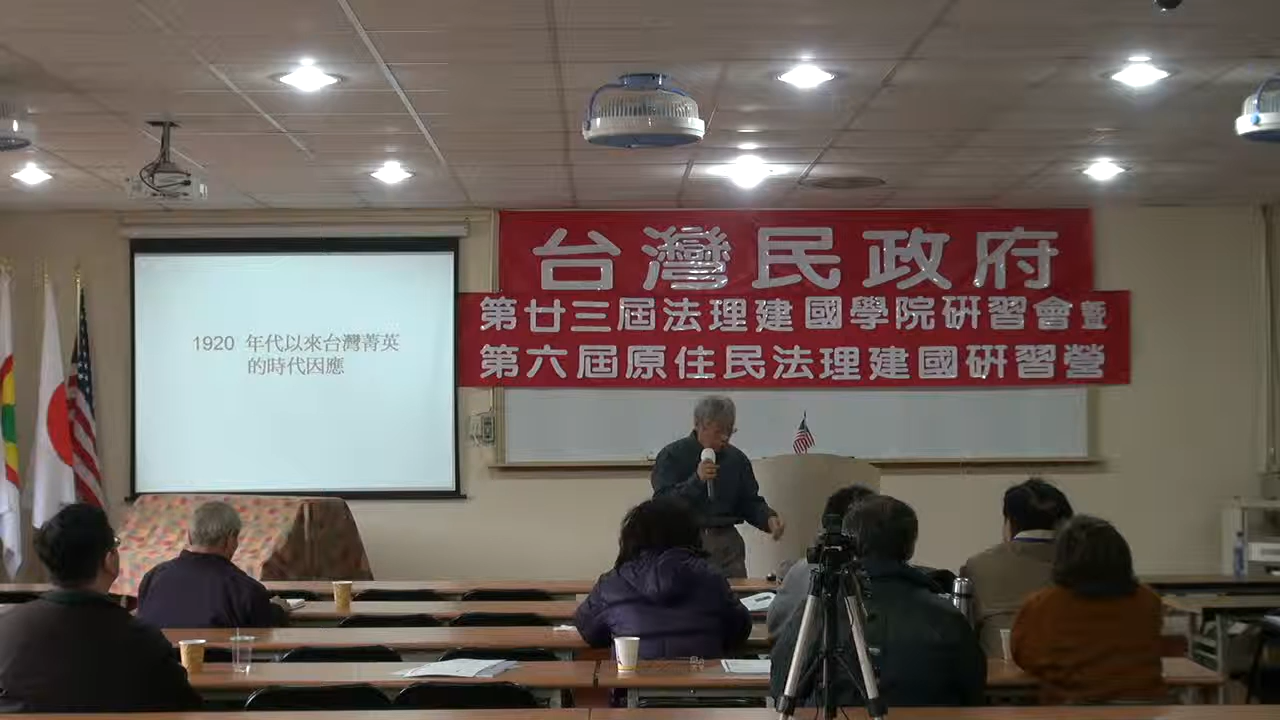 1920 年代以來台灣菁英
的時代因應
台灣民政府
第廿三屆法理建國學院研習會暨
第六屆原住民法理建國研習營